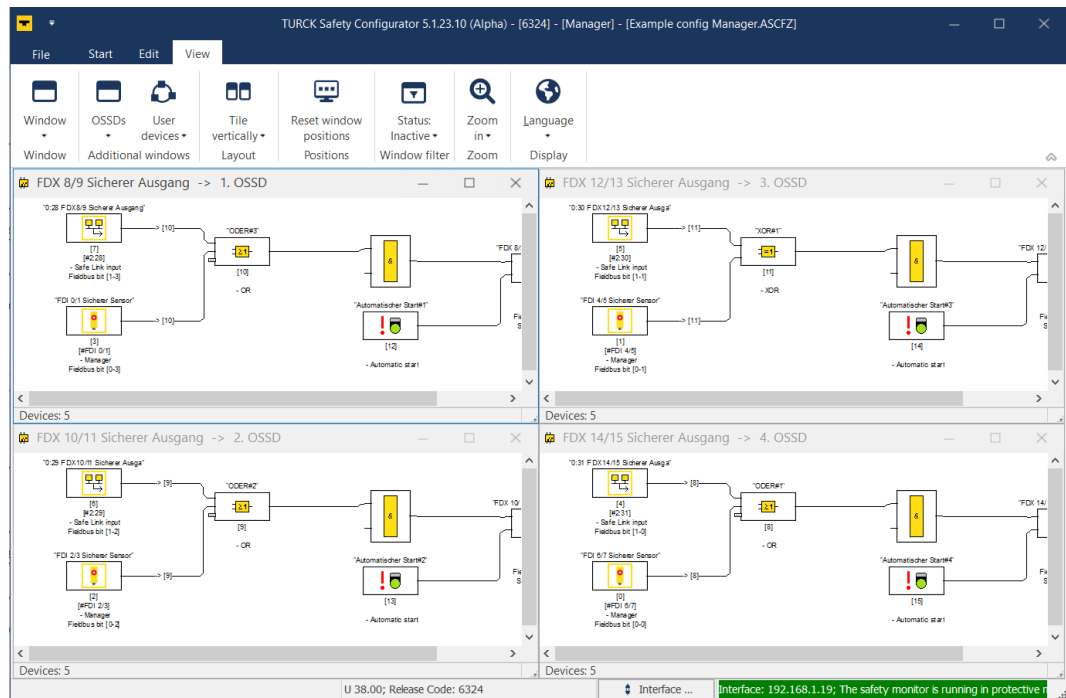 TURCK Safety Configurator 5.1.23.10 (Alpha) - [6324] - [Manager] - [Example config Manager.ASCFZ]
File Start Edit View
Window OSSDs User devices Tile vertically Reset window positions Status: Inactive Zoom in Language
Window Additional windows Layout Positions Window filter Zoom Display
FDX 8/9 Sicherer Ausgang -> 1. OSSD
"0:28 FDX8/9 Sicherer Ausgang"
-> [10]
"ODER#3"
≥1
&
"FDX 8/
[7]
[#2:28]
- Safe Link input
Fieldbus bit [1-3]
[10]
- OR
"FDI 0/1 Sicherer Sensor"
-> [10]
"Automatischer Start#1"
[3]
[#FDI 0/1]
- Manager
Fieldbus bit [0-3]
[12]
- Automatic start
Fi
S
Devices: 5
FDX 12/13 Sicherer Ausgang -> 3. OSSD
"0:30 FDX12/13 Sicherer Ausga"
-> [11]
"XOR#1"
=1
&
"FDX 12/
[5]
[#2:30]
- Safe Link input
Fieldbus bit [1-1]
[11]
- XOR
"FDI 4/5 Sicherer Sensor"
-> [11]
"Automatischer Start#3"
[1]
[#FDI 4/5]
- Manager
Fieldbus bit [0-1]
[14]
- Automatic start
Fi
S
Devices: 5
FDX 10/11 Sicherer Ausgang -> 2. OSSD
"0:29 FDX10/11 Sicherer Ausga"
-> [9]
"ODER#2"
≥1
&
"FDX 10/
[6]
[#2:29]
- Safe Link input
Fieldbus bit [1-2]
[9]
- OR
"FDI 2/3 Sicherer Sensor"
-> [9]
"Automatischer Start#2"
[2]
[#FDI 2/3]
- Manager
Fieldbus bit [0-2]
[13]
- Automatic start
Fi
S
Devices: 5
FDX 14/15 Sicherer Ausgang -> 4. OSSD
"0:31 FDX14/15 Sicherer Ausga"
-> [8]
"ODER#1"
≥1
&
"FDX 14/
[4]
[#2:31]
- Safe Link input
Fieldbus bit [1-0]
[8]
- OR
"FDI 6/7 Sicherer Sensor"
-> [8]
"Automatischer Start#4"
[0]
[#FDI 6/7]
- Manager
Fieldbus bit [0-0]
[15]
- Automatic start
Fi
S
Devices: 5
U 38.00; Release Code: 6324 Interface ... Interface: 192.168.1.19; The safety monitor is running in protective